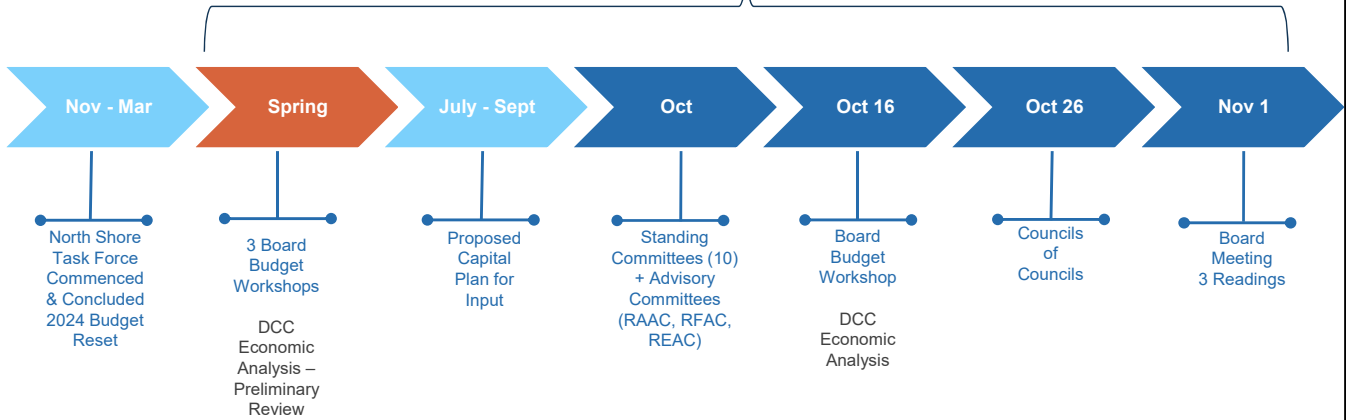 Nov - Mar
Spring
July - Sept
Oct
Oct 16
Oct 26
Nov 1
North Shore
Task Force
Commenced
& Concluded
2024 Budget
Reset
3 Board
Budget
Workshops
DCC
Economic
Analysis –
Preliminary
Review
Proposed
Capital
Plan for
Input
Standing
Committees (10)
+ Advisory
Committees
(RAAC, RFAC,
REAC)
Board
Budget
Workshop
DCC
Economic
Analysis
Councils
of
Councils
Board
Meeting
3 Readings